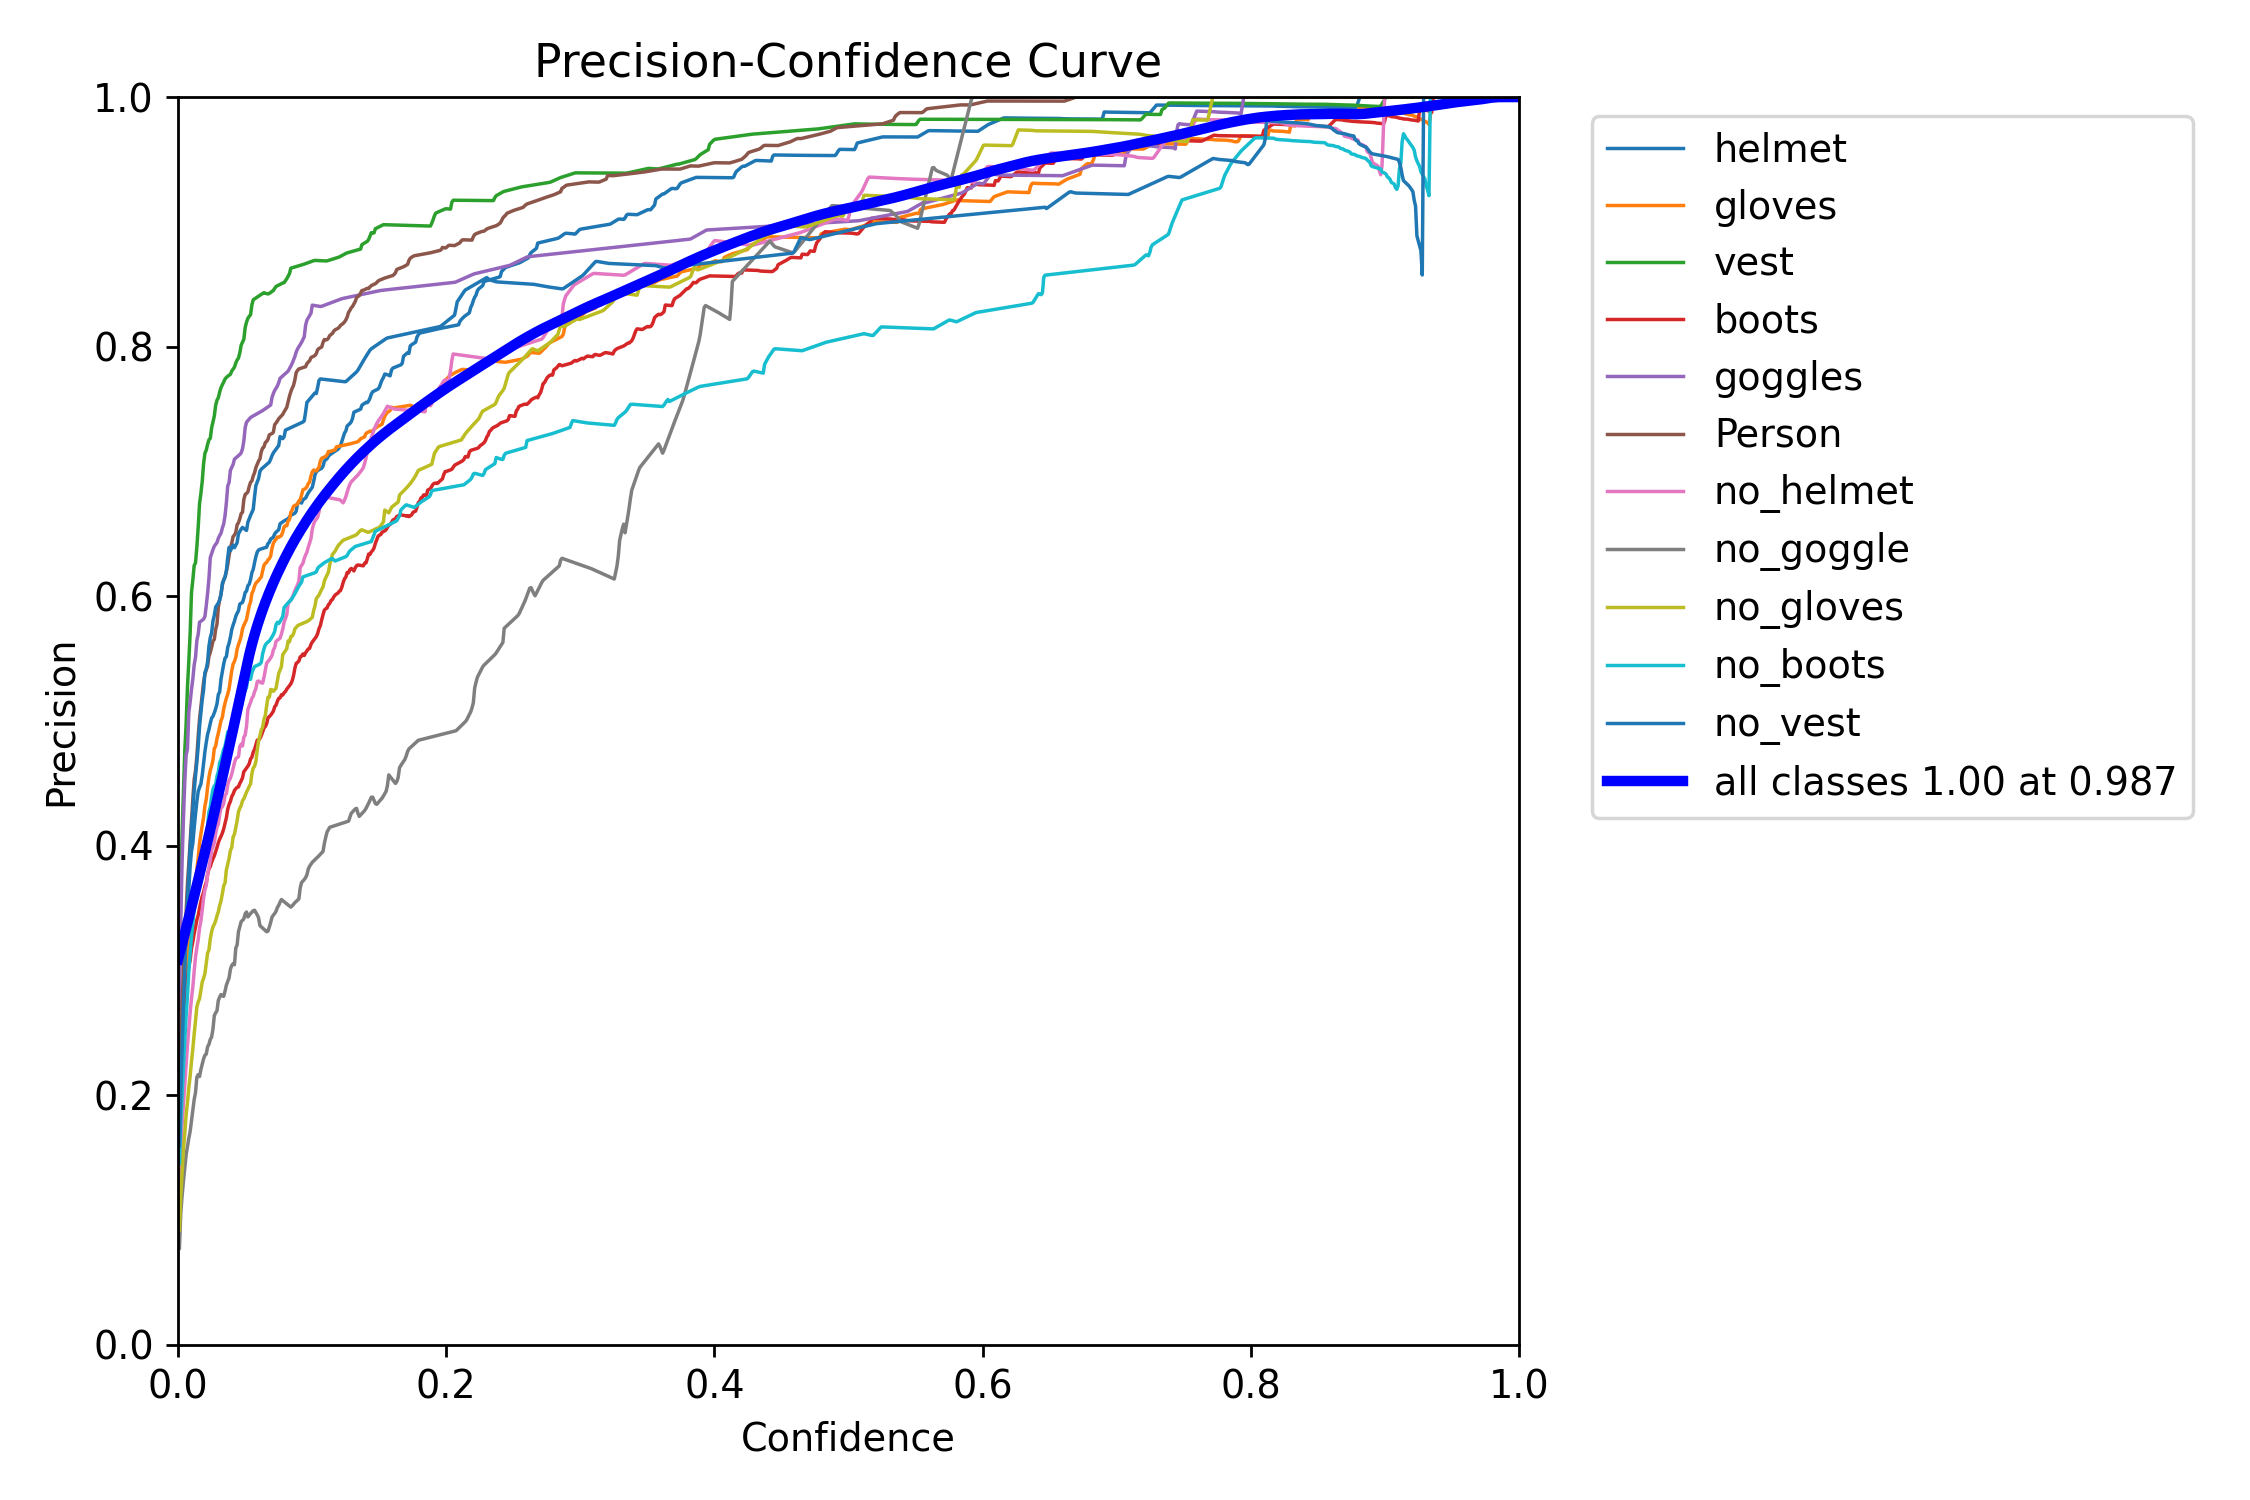 Precision-Confidence Curve
1.0
0.8
0.6
0.4
0.2
0.0
Precision
0.0 0.2 0.4 0.6 0.8 1.0
Confidence
helmet
gloves
vest
boots
goggles
Person
no_helmet
no_goggle
no_gloves
no_boots
no_vest
all classes 1.00 at 0.987